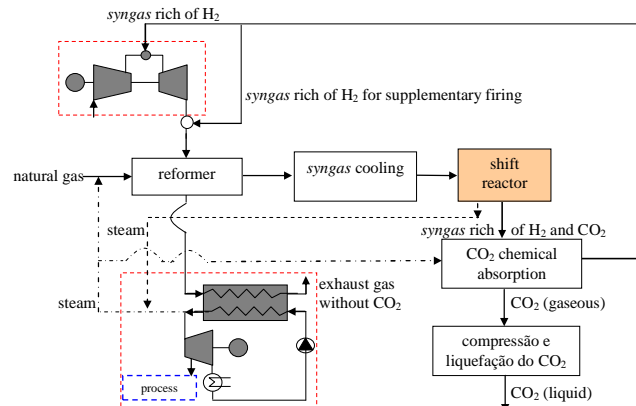 syngas rich of H2
syngas rich of H2 for supplementary firing
natural gas
reformer
syngas cooling
shift
reactor
steam
syngas rich of H2 and CO2
CO2 chemical
absorption
steam
exhaust gas
without CO2
CO2 (gaseous)
compressão e
liquefação do CO2
process
CO2 (liquid)